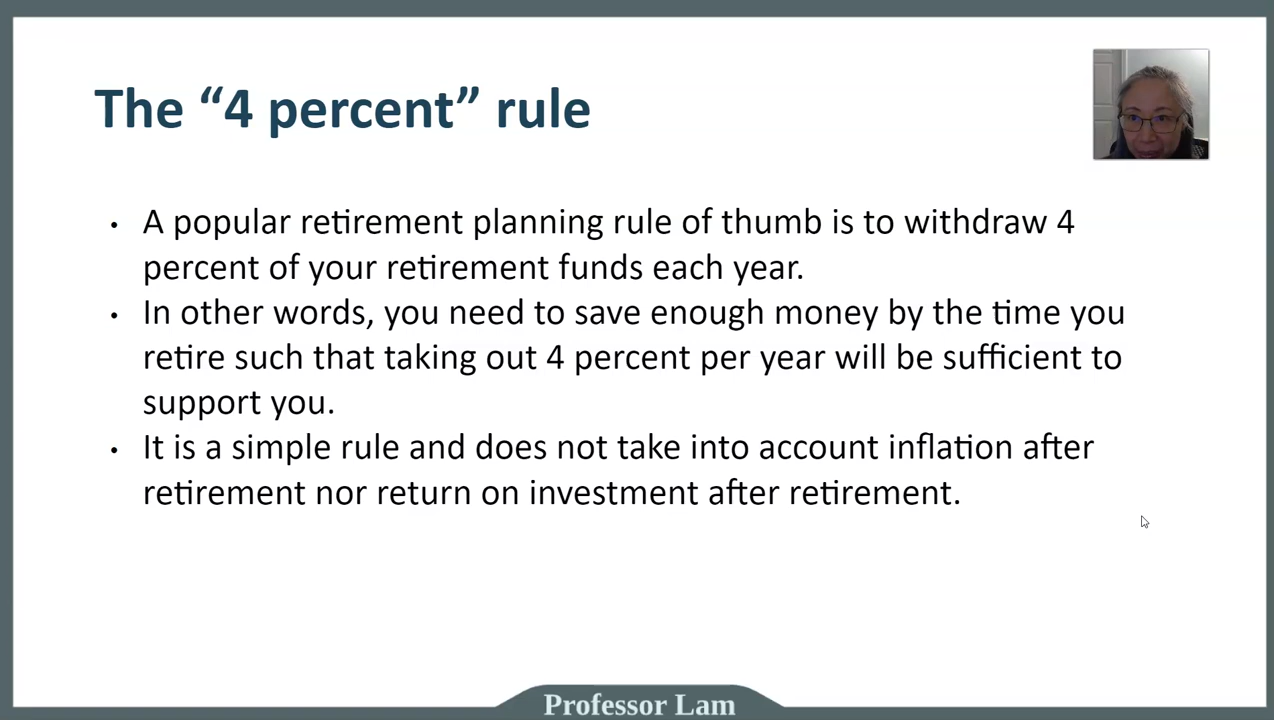 The “4 percent” rule
• A popular retirement planning rule of thumb is to withdraw 4
percent of your retirement funds each year.
• In other words, you need to save enough money by the time you
retire such that taking out 4 percent per year will be sufficient to
support you.
• It is a simple rule and does not take into account inflation after
retirement nor return on investment after retirement.
Professor Lam